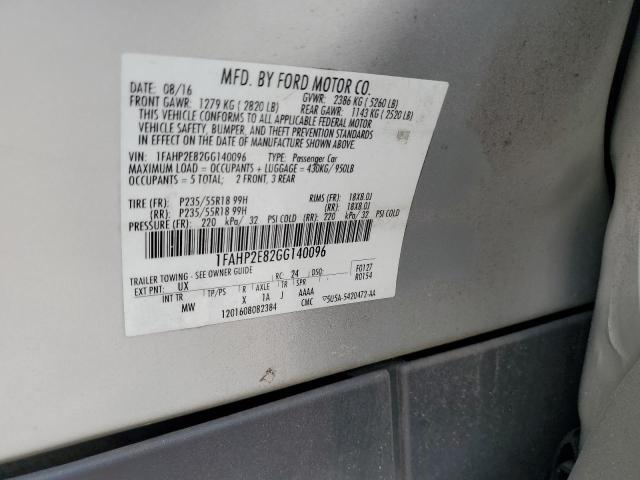 MFD. BY FORD MOTOR CO.
DATE: 08/16 GVWR: 2386 KG ( 5260 LB)
FRONT GAWR: 1279 KG ( 2820 LB) REAR GAWR: 1143 KG ( 2520 LB)
THIS VEHICLE CONFORMS TO ALL APPLICABLE FEDERAL MOTOR
VEHICLE SAFETY, BUMPER, AND THEFT PREVENTION STANDARDS
IN EFFECT ON THE DATE OF MANUFACTURE SHOWN ABOVE.
VIN: 1FAHP2E82GG140096 TYPE: Passenger Car
MAXIMUM LOAD = OCCUPANTS + LUGGAGE = 430KG/ 950LB
OCCUPANTS = 5 TOTAL; 2 FRONT, 3 REAR
TIRE (FR): P235/55R18 99H RIMS (FR): 18X8.0J
(RR): P235/55R18 99H (RR): 18X8.0J
PRESSURE (FR): 220 kPa/ 32 PSI COLD (RR): 220 kPa/ 32 PSI COLD
1FAHP2E82GG140096
TRAILER TOWING - SEE OWNER GUIDE F0127
EXT PNT: UX RC: 24 DSO: R0154
INT TR TP/PS R AXLE TR SPR
MW X 1A J AAAA
1201608082384 CMC 5U5A-5420472-AA